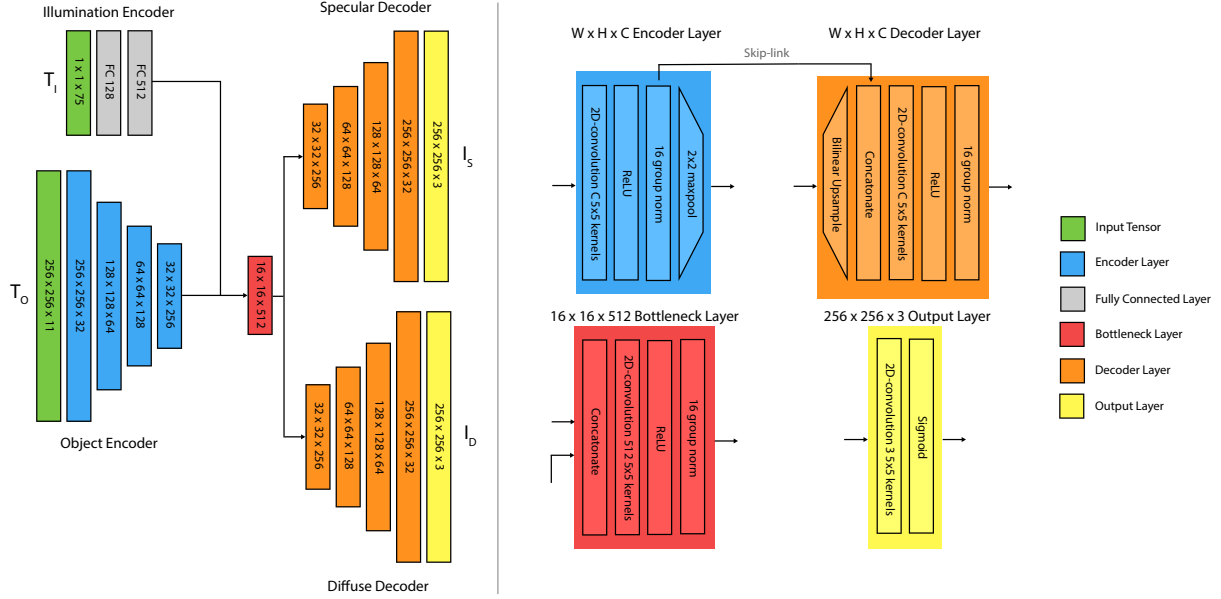 Illumination Encoder
T_I
1 x 1 x 75
FC 128
FC 512
T_O
256 x 256 x 11
256 x 256 x 32
128 x 128 x 64
64 x 64 x 128
32 x 32 x 256
Object Encoder
16 x 16 x 512
Specular Decoder
32 x 32 x 256
64 x 64 x 128
128 x 128 x 64
256 x 256 x 32
256 x 256 x 3
I_S
32 x 32 x 256
64 x 64 x 128
128 x 128 x 64
256 x 256 x 32
256 x 256 x 3
I_D
Diffuse Decoder
W x H x C Encoder Layer
2D-convolution C 5x5 kernels
ReLU
16 group norm
2x2 maxpool
Skip-link
W x H x C Decoder Layer
Bilinear Upsample
Concatonate
2D-convolution C 5x5 kernels
ReLU
16 group norm
16 x 16 x 512 Bottleneck Layer
Concatonate
2D-convolution 512 5x5 kernels
ReLU
16 group norm
256 x 256 x 3 Output Layer
2D-convolution 3 5x5 kernels
Sigmoid
Input Tensor
Encoder Layer
Fully Connected Layer
Bottleneck Layer
Decoder Layer
Output Layer